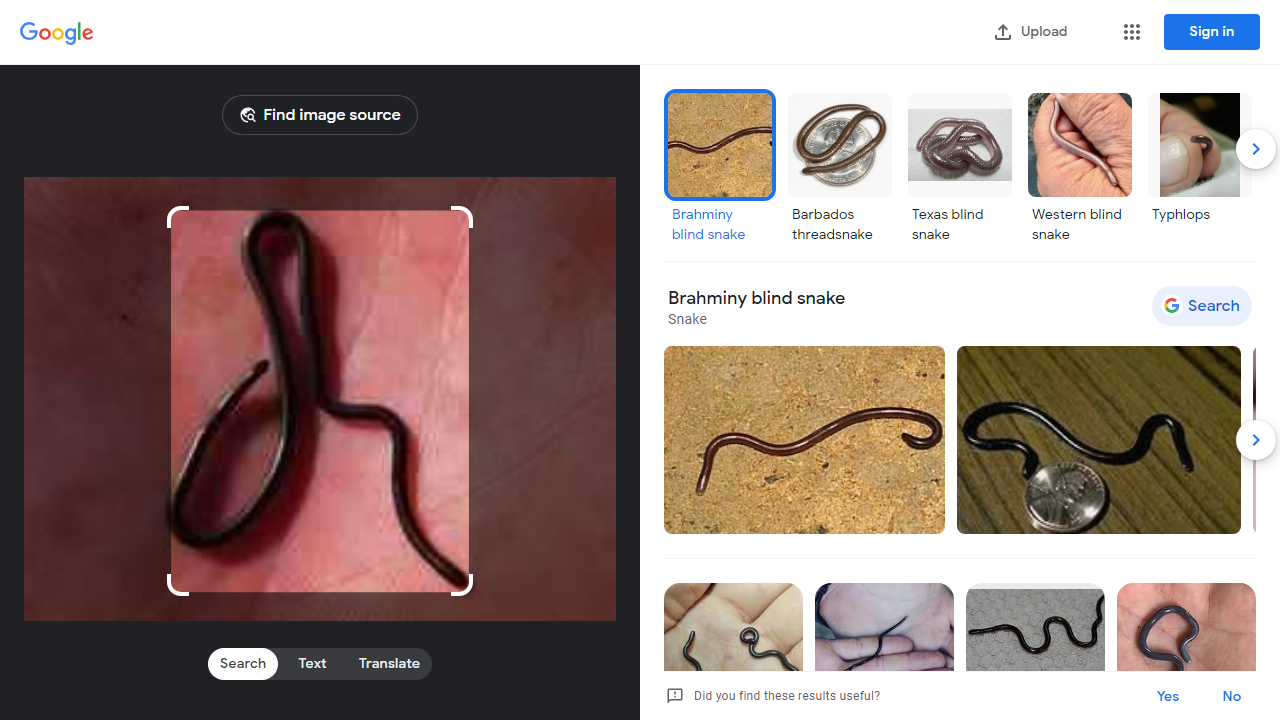 Google
Upload
Sign in
Find image source
Search
Text
Translate
Brahminy
blind snake
Barbados
threadsnake
Texas blind
snake
Western blind
snake
Typhlops
Brahminy blind snake
Snake
Search
Did you find these results useful?
Yes
No